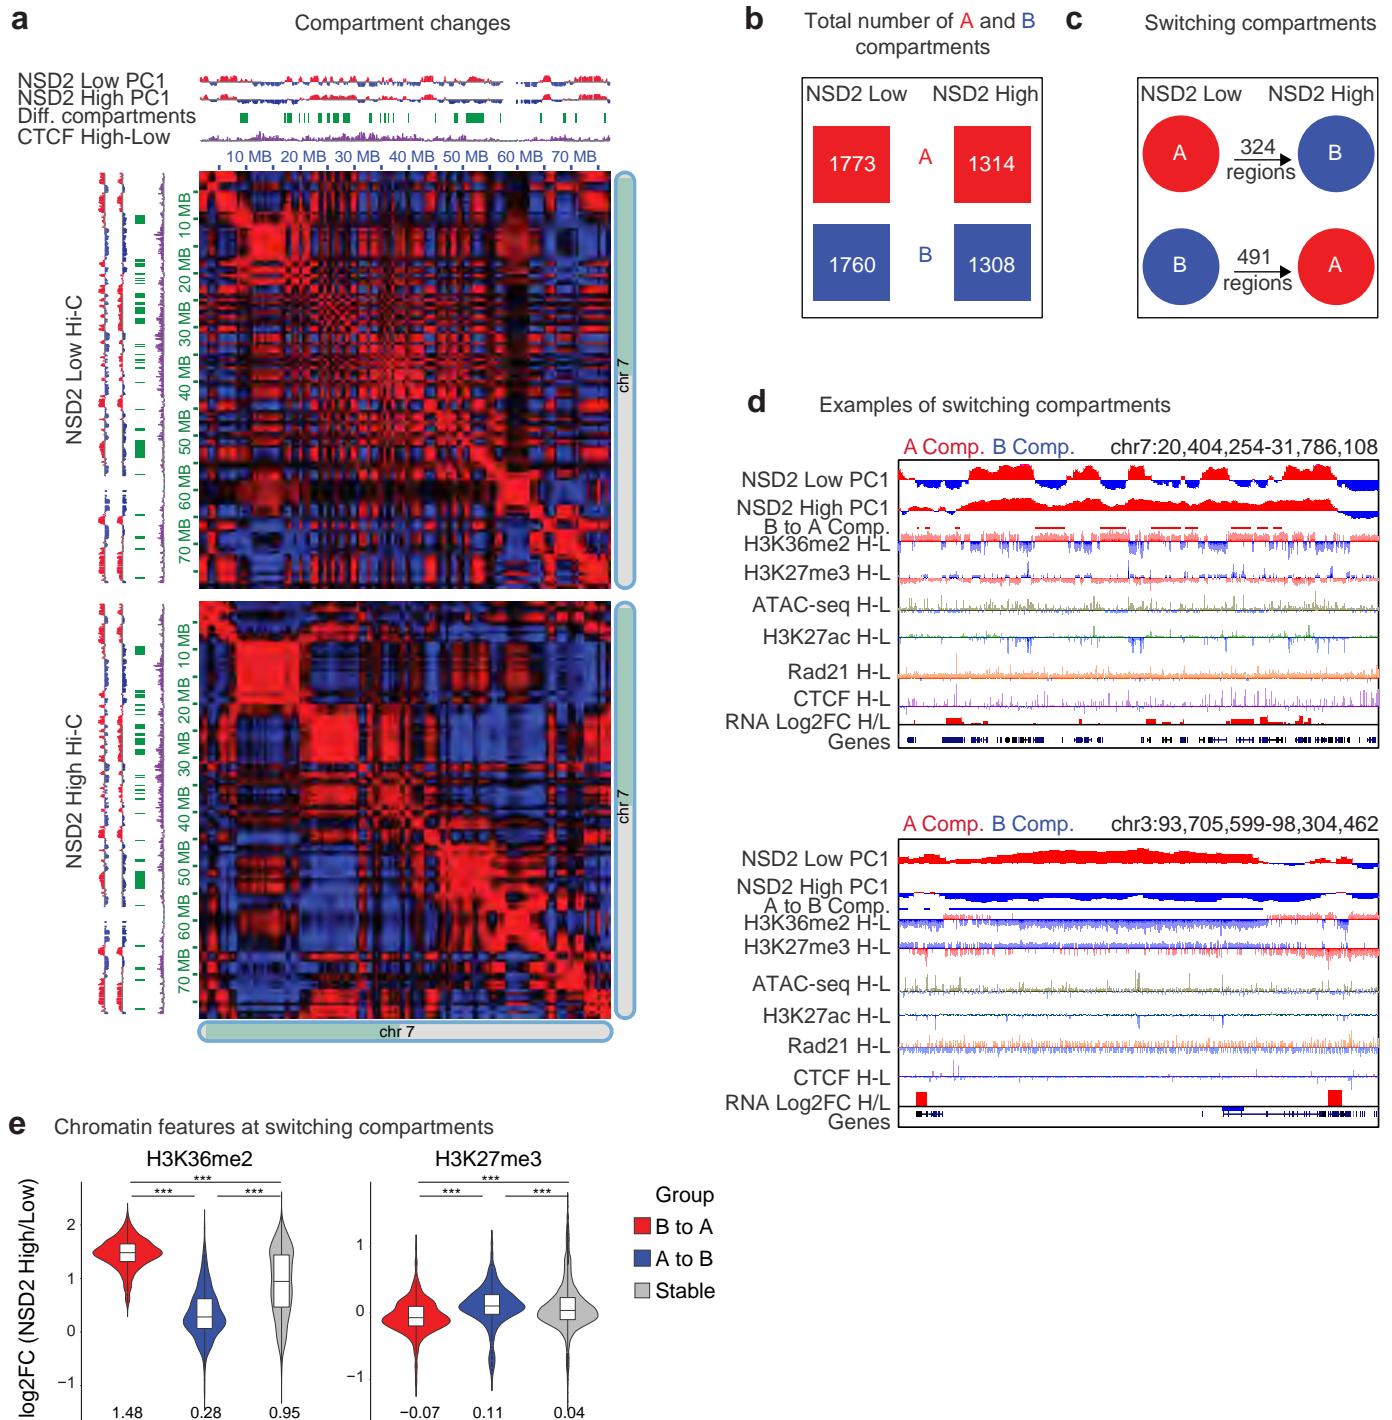 a
Compartment changes
NSD2 Low PC1
NSD2 High PC1
Diff. compartments
CTCF High-Low
10 MB 20 MB 30 MB 40 MB 50 MB 60 MB 70 MB
NSD2 Low Hi-C
10 MB
20 MB
30 MB
40 MB
50 MB
60 MB
70 MB
chr 7
NSD2 High Hi-C
10 MB
20 MB
30 MB
40 MB
50 MB
60 MB
70 MB
chr 7
chr 7
b
Total number of A and B
compartments
NSD2 Low NSD2 High
1773 A 1314
1760 B 1308
c
Switching compartments
NSD2 Low NSD2 High
A 324 B
regions
B 491 A
regions
d
Examples of switching compartments
A Comp. B Comp. chr7:20,404,254-31,786,108
NSD2 Low PC1
NSD2 High PC1
B to A Comp.
H3K36me2 H-L
H3K27me3 H-L
ATAC-seq H-L
H3K27ac H-L
Rad21 H-L
CTCF H-L
RNA Log2FC H/L
Genes
A Comp. B Comp. chr3:93,705,599-98,304,462
NSD2 Low PC1
NSD2 High PC1
A to B Comp.
H3K36me2 H-L
H3K27me3 H-L
ATAC-seq H-L
H3K27ac H-L
Rad21 H-L
CTCF H-L
RNA Log2FC H/L
Genes
e
Chromatin features at switching compartments
H3K36me2
log2FC (NSD2 High/Low)
***
*** ***
2
1
0
−1
1.48 0.28 0.95
H3K27me3
***
*** ***
1
0
−1
−0.07 0.11 0.04
Group
B to A
A to B
Stable